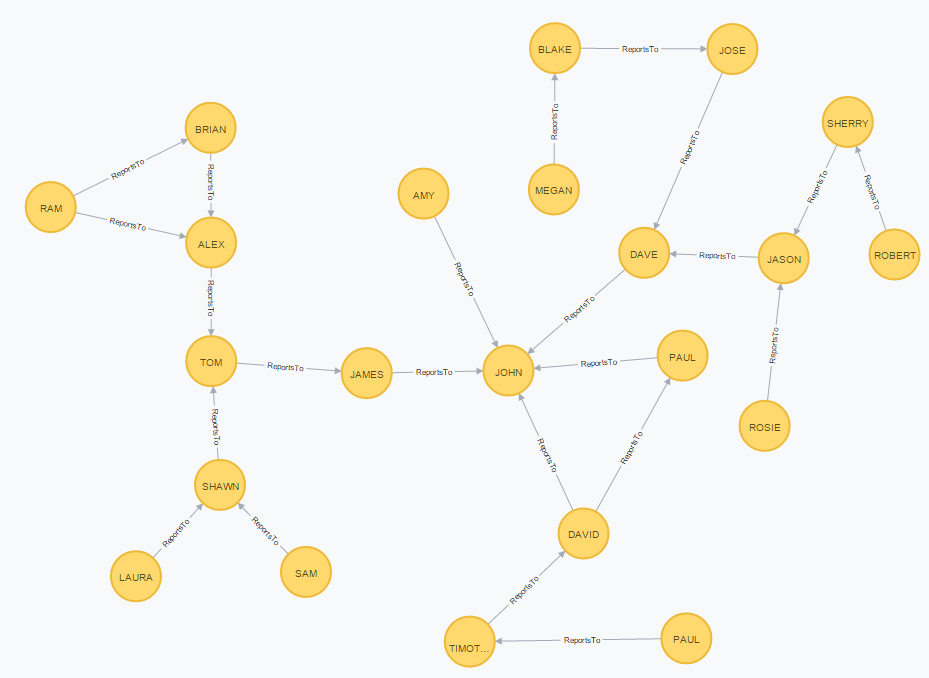 BLAKE
ReportsTo
JOSE
ReportsTo
ReportsTo
SHERRY
BRIAN
ReportsTo
ReportsTo
ReportsTo
ReportsTo
MEGAN
AMY
RAM
ReportsTo
ALEX
DAVE
ReportsTo
JASON
ROBERT
ReportsTo
ReportsTo
ReportsTo
TOM
ReportsTo
JAMES
ReportsTo
JOHN
ReportsTo
PAUL
ReportsTo
ReportsTo
ROSIE
ReportsTo
ReportsTo
SHAWN
ReportsTo
ReportsTo
DAVID
LAURA
SAM
ReportsTo
TIMOT...
ReportsTo
PAUL